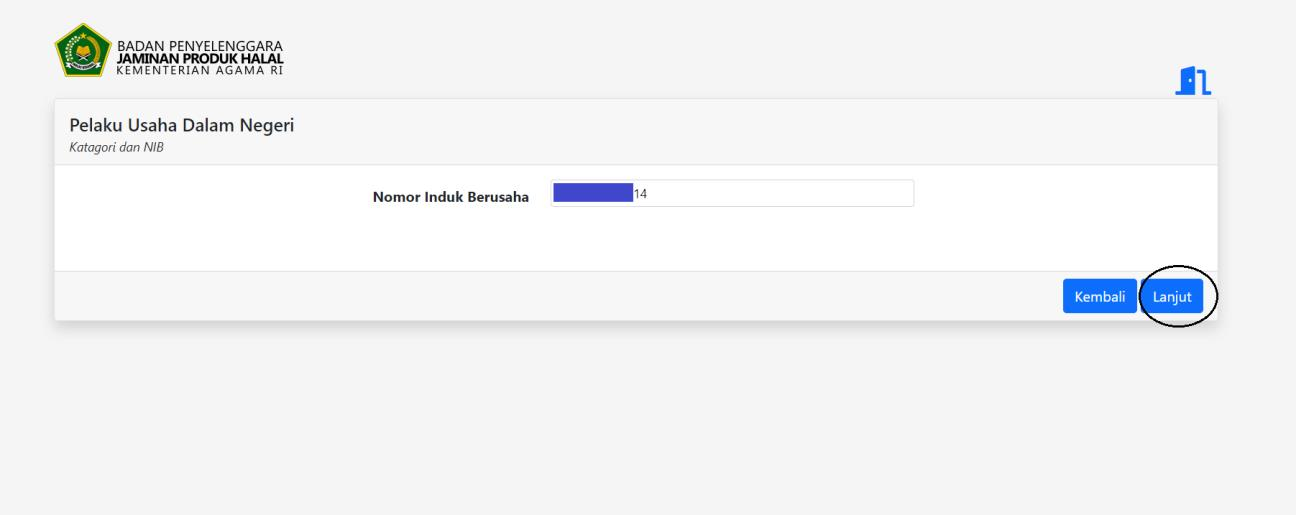 BADAN PENYELENGGARA
JAMINAN PRODUK HALAL
KEMENTERIAN AGAMA RI
Pelaku Usaha Dalam Negeri
Katagori dan NIB
Nomor Induk Berusaha 14
Kembali Lanjut